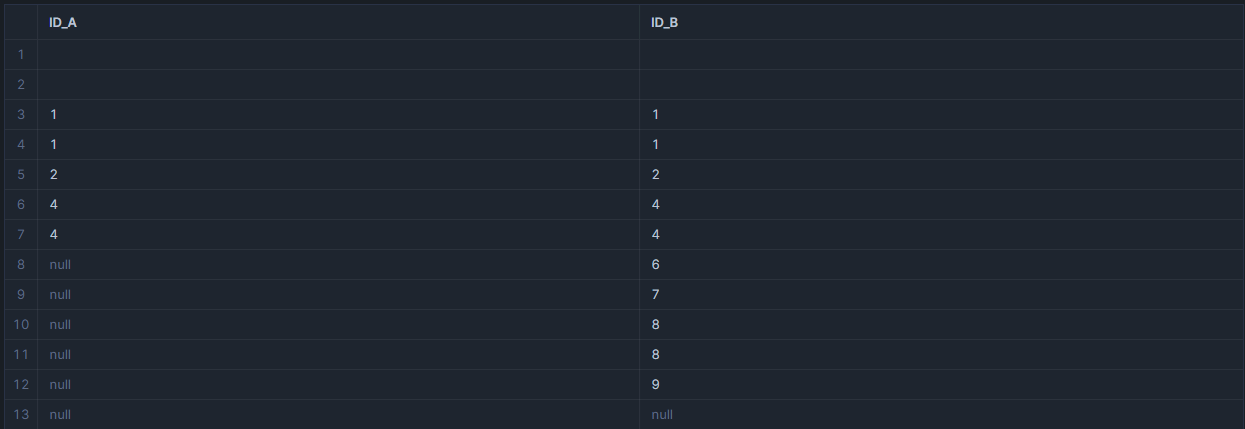 ID_A ID_B
1
2
3 1 1
4 1 1
5 2 2
6 4 4
7 4 4
8 null 6
9 null 7
10 null 8
11 null 8
12 null 9
13 null null